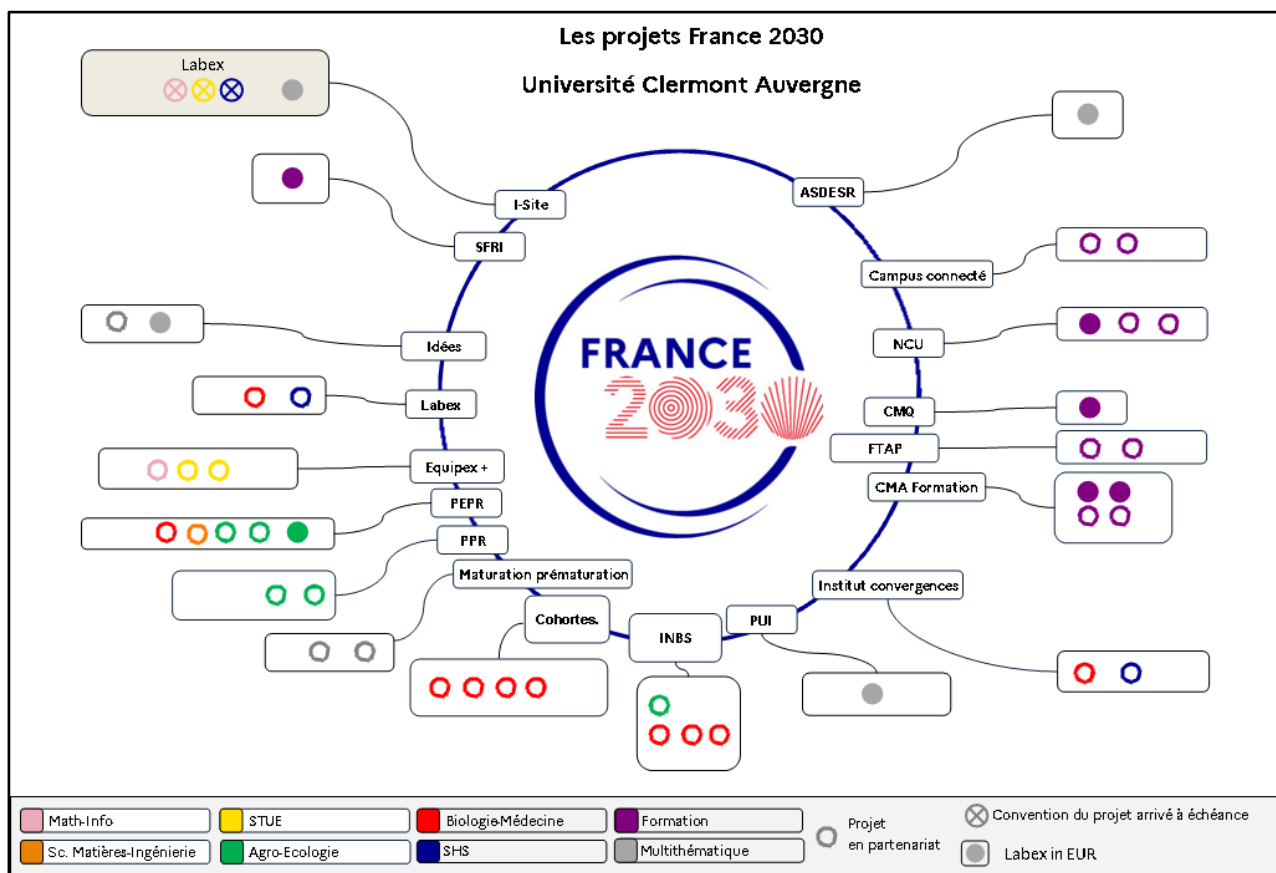 Les projets France 2030
Université Clermont Auvergne
Labex
I-Site
ASDESR
SFRI
Campus connecté
Idées
NCU
FRANCE
2030
Labex
CMQ
FTAP
Equipex +
CMA Formation
PEPR
PPR
Maturation prématuration
Institut convergences
Cohortes.
INBS
PUI
Math-Info
STUE
Biologie-Médecine
Formation
Projet
en partenariat
Convention du projet arrivé à échéance
Sc. Matières-Ingénierie
Agro-Ecologie
SHS
Multithématique
Labex in EUR